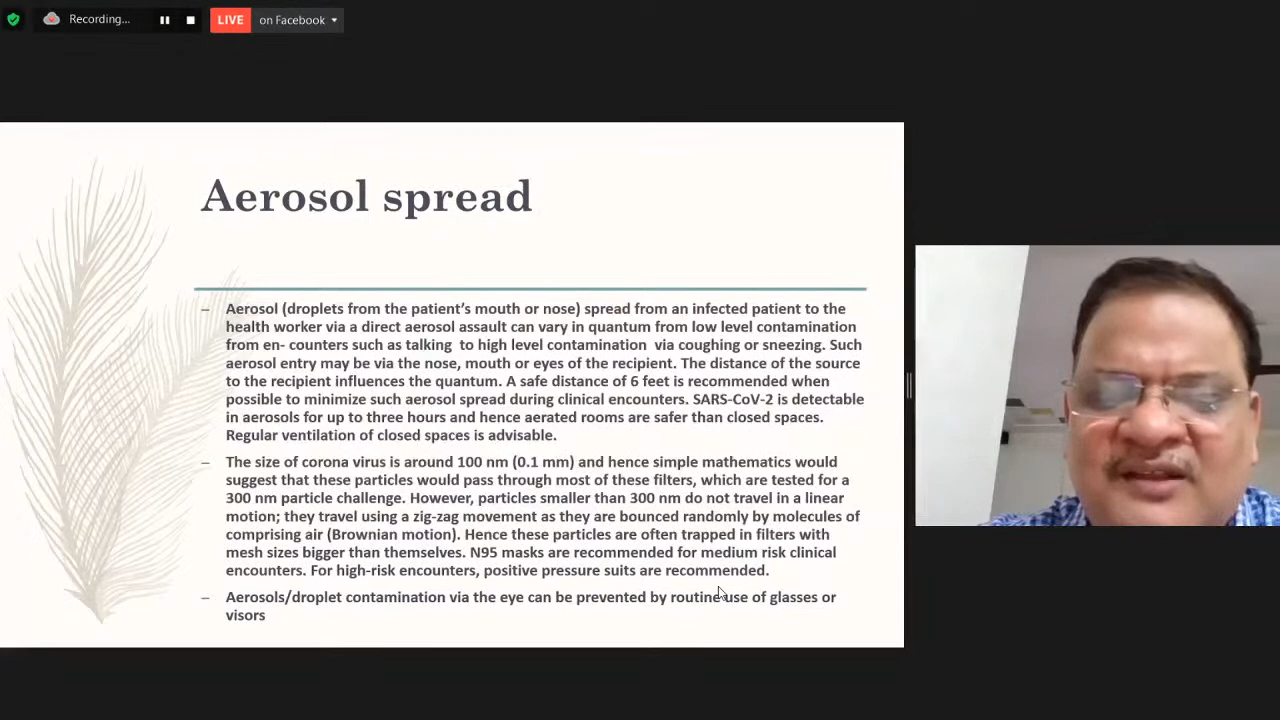 Recording...
LIVE on Facebook
Aerosol spread
– Aerosol (droplets from the patient’s mouth or nose) spread from an infected patient to the
health worker via a direct aerosol assault can vary in quantum from low level contamination
from en- counters such as talking to high level contamination via coughing or sneezing. Such
aerosol entry may be via the nose, mouth or eyes of the recipient. The distance of the source
to the recipient influences the quantum. A safe distance of 6 feet is recommended when
possible to minimize such aerosol spread during clinical encounters. SARS-CoV-2 is detectable
in aerosols for up to three hours and hence aerated rooms are safer than closed spaces.
Regular ventilation of closed spaces is advisable.
– The size of corona virus is around 100 nm (0.1 mm) and hence simple mathematics would
suggest that these particles would pass through most of these filters, which are tested for a
300 nm particle challenge. However, particles smaller than 300 nm do not travel in a linear
motion; they travel using a zig-zag movement as they are bounced randomly by molecules of
comprising air (Brownian motion). Hence these particles are often trapped in filters with
mesh sizes bigger than themselves. N95 masks are recommended for medium risk clinical
encounters. For high-risk encounters, positive pressure suits are recommended.
– Aerosols/droplet contamination via the eye can be prevented by routine use of glasses or
visors